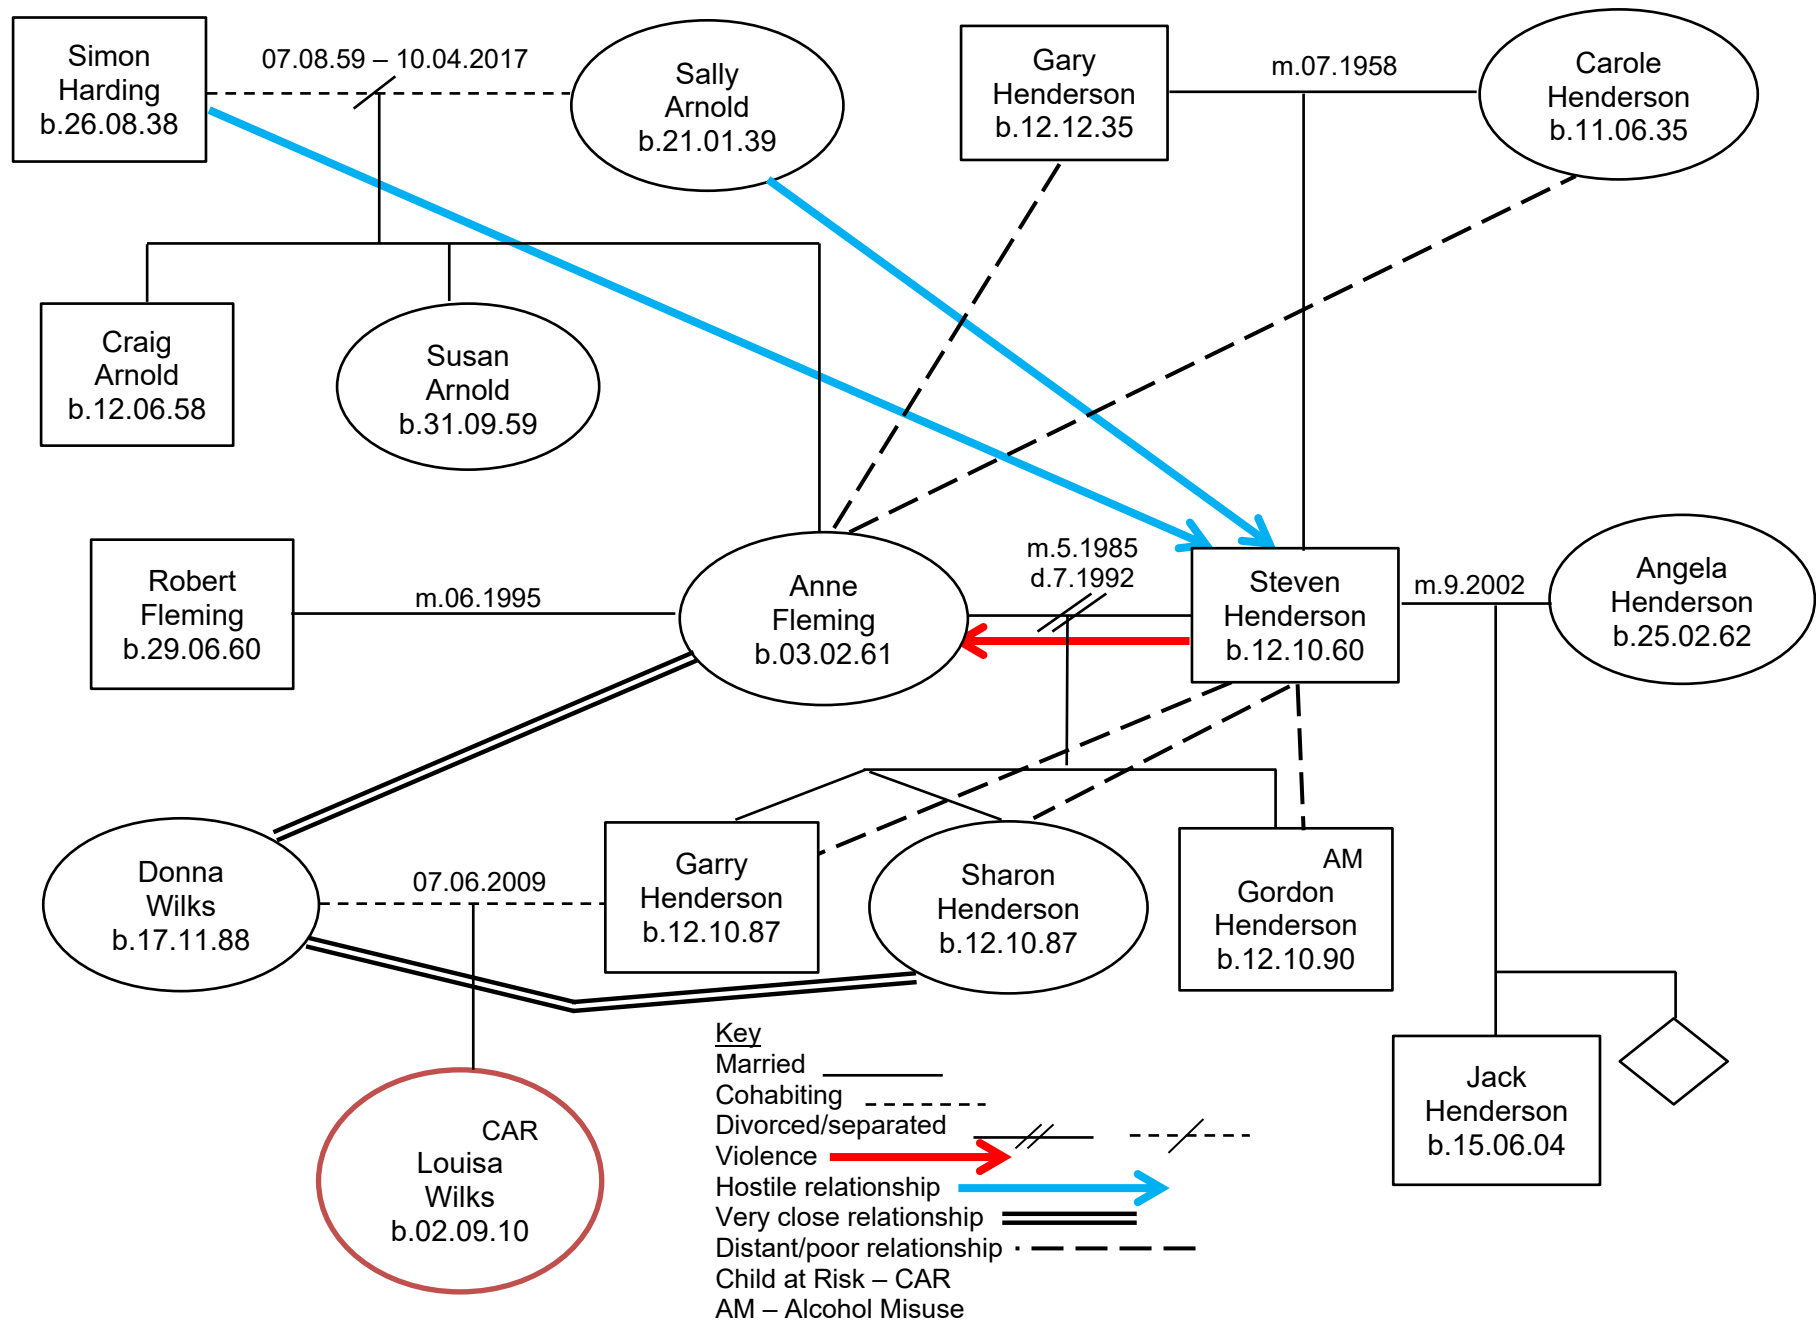 Simon
Harding
b.26.08.38
07.08.59 – 10.04.2017
Sally
Arnold
b.21.01.39
Gary
Henderson
b.12.12.35
m.07.1958
Carole
Henderson
b.11.06.35
Craig
Arnold
b.12.06.58
Susan
Arnold
b.31.09.59
Robert
Fleming
b.29.06.60
m.06.1995
Anne
Fleming
b.03.02.61
m.5.1985
d.7.1992
Steven
Henderson
b.12.10.60
m.9.2002
Angela
Henderson
b.25.02.62
Donna
Wilks
b.17.11.88
07.06.2009
Garry
Henderson
b.12.10.87
Sharon
Henderson
b.12.10.87
AM
Gordon
Henderson
b.12.10.90
CAR
Louisa
Wilks
b.02.09.10
Jack
Henderson
b.15.06.04
Key
Married
Cohabiting
Divorced/separated
Violence
Hostile relationship
Very close relationship
Distant/poor relationship
Child at Risk – CAR
AM – Alcohol Misuse